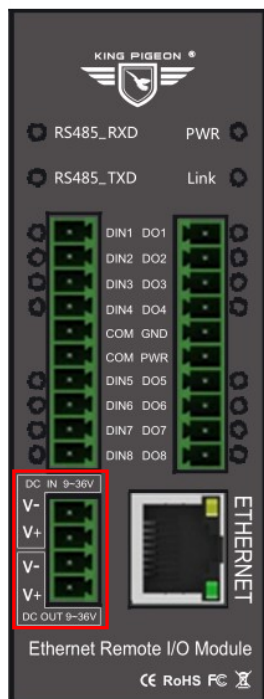 KING PIGEON ®
RS485_RXD PWR
RS485_TXD Link
DIN1 DO1
DIN2 DO2
DIN3 DO3
DIN4 DO4
COM GND
COM PWR
DIN5 DO5
DIN6 DO6
DIN7 DO7
DIN8 DO8
DC IN 9-36V
V-
V+
V-
V+
DC OUT 9-36V
ETHERNET
Ethernet Remote I/O Module
CE RoHS FC